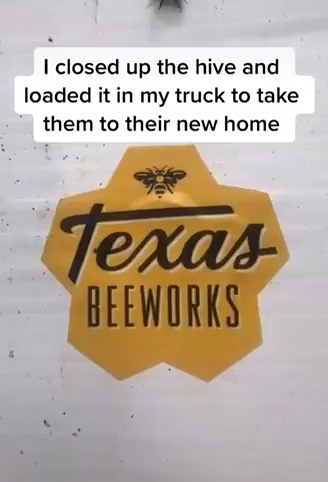 I closed up the hive and
loaded it in my truck to take
them to their new home
Texas
BEEWORKS